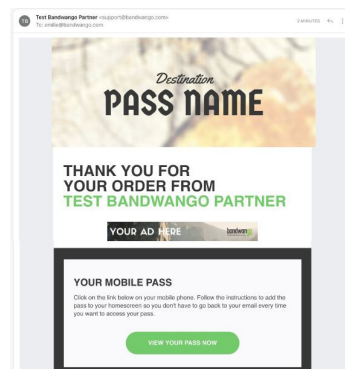 TB
Test Bandwango Partner <support@bandwango.com>
2 MINUTES
To: emilie@bandwango.com
Destination
PASS NAME
THANK YOU FOR
YOUR ORDER FROM
TEST BANDWANGO PARTNER
YOUR AD HERE
bandwango
YOUR MOBILE PASS
Click on the link below on your mobile phone. Follow the instructions to add the
pass to your homescreen so you don't have to go back to your email every time
you want to access your pass.
VIEW YOUR PASS NOW